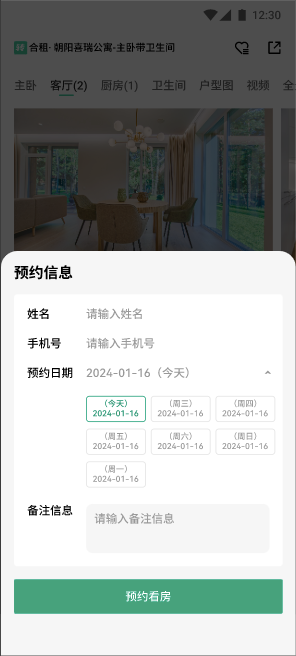 12:30
合租· 朝阳喜瑞公寓-主卧带卫生间
主卧 客厅(2) 厨房(1) 卫生间 户型图 视频 全
预约信息
姓名 请输入姓名
手机号 请输入手机号
预约日期 2024-01-16（今天）
（今天） （周三） （周四）
2024-01-16 2024-01-16 2024-01-16
（周五） （周六） （周日）
2024-01-16 2024-01-16 2024-01-16
（周一）
2024-01-16
备注信息 请输入备注信息
预约看房